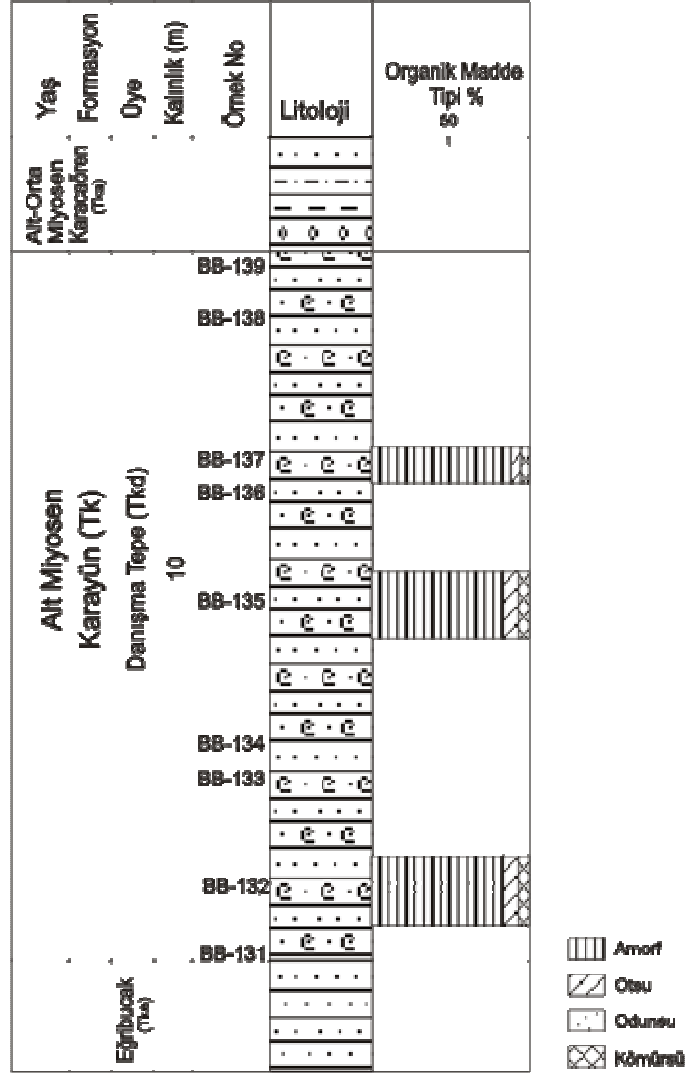 Yaş
Formasyon
Üye
Kalınlık (m)
Örnek No
Litoloji
Organik Madde
Tipi %
50
Alt-Orta
Miyosen
Karacaören
BB-139
BB-138
BB-137
BB-136
BB-135
BB-134
BB-133
BB-132
BB-131
Alt Miyosen
Karayün (Tk)
Danışma Tepe (Tkd)
10
Eğribucak
Amorf
Otsu
Odunsu
Kömürsü